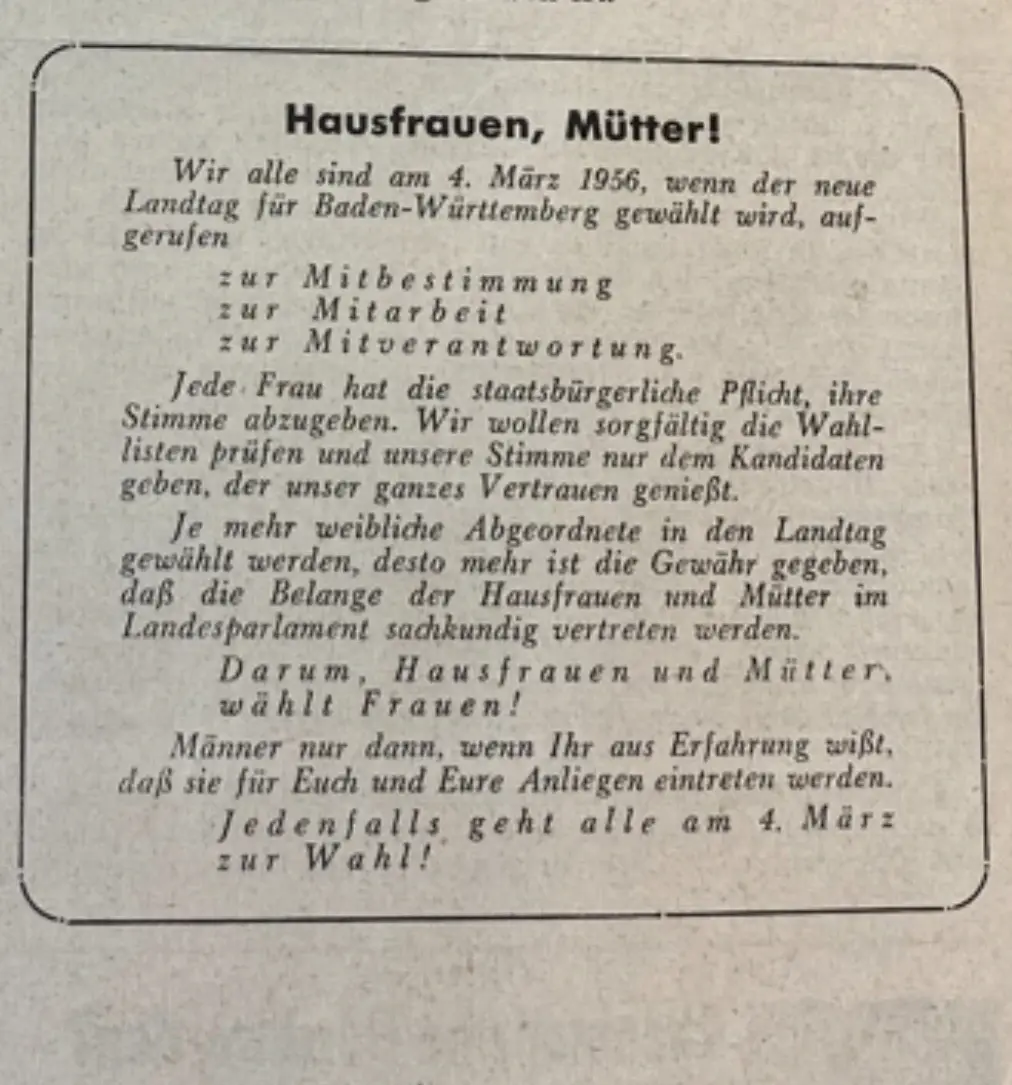 Hausfrauen, Mütter!
Wir alle sind am 4. März 1956, wenn der neue
Landtag für Baden-Württemberg gewählt wird, auf-
gerufen
zur Mitbestimmung
zur Mitarbeit
zur Mitverantwortung.
Jede Frau hat die staatsbürgerliche Pflicht, ihre
Stimme abzugeben. Wir wollen sorgfältig die Wahl-
listen prüfen und unsere Stimme nur dem Kandidaten
geben, der unser ganzes Vertrauen genießt.
Je mehr weibliche Abgeordnete in den Landtag
gewählt werden, desto mehr ist die Gewähr gegeben,
daß die Belange der Hausfrauen und Mütter im
Landesparlament sachkundig vertreten werden.
Darum, Hausfrauen und Mütter,
wählt Frauen!
Männer nur dann, wenn Ihr aus Erfahrung wißt,
daß sie für Euch und Eure Anliegen eintreten werden.
Jedenfalls geht alle am 4. März
zur Wahl!